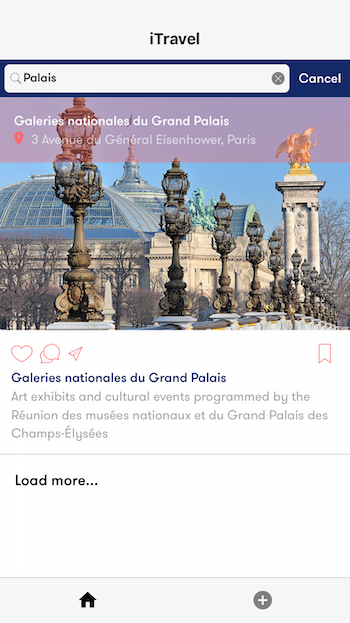 iTravel
Palais
Cancel
Galeries nationales du Grand Palais
3 Avenue du Général Eisenhower, Paris
Galeries nationales du Grand Palais
Art exhibits and cultural events programmed by the
Réunion des musées nationaux et du Grand Palais des
Champs-Élysées
Load more...